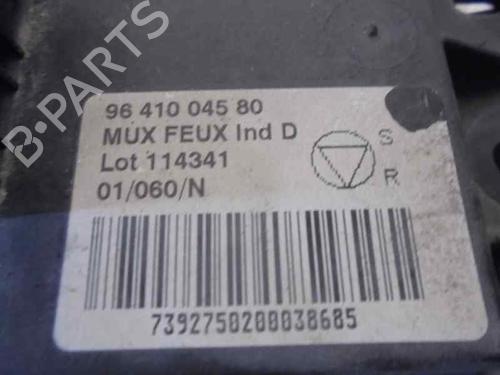 96 410 045 80
MUX FEUX Ind D
Lot 114341
01/060/N
S
R
7392750200038685
B-PARTS